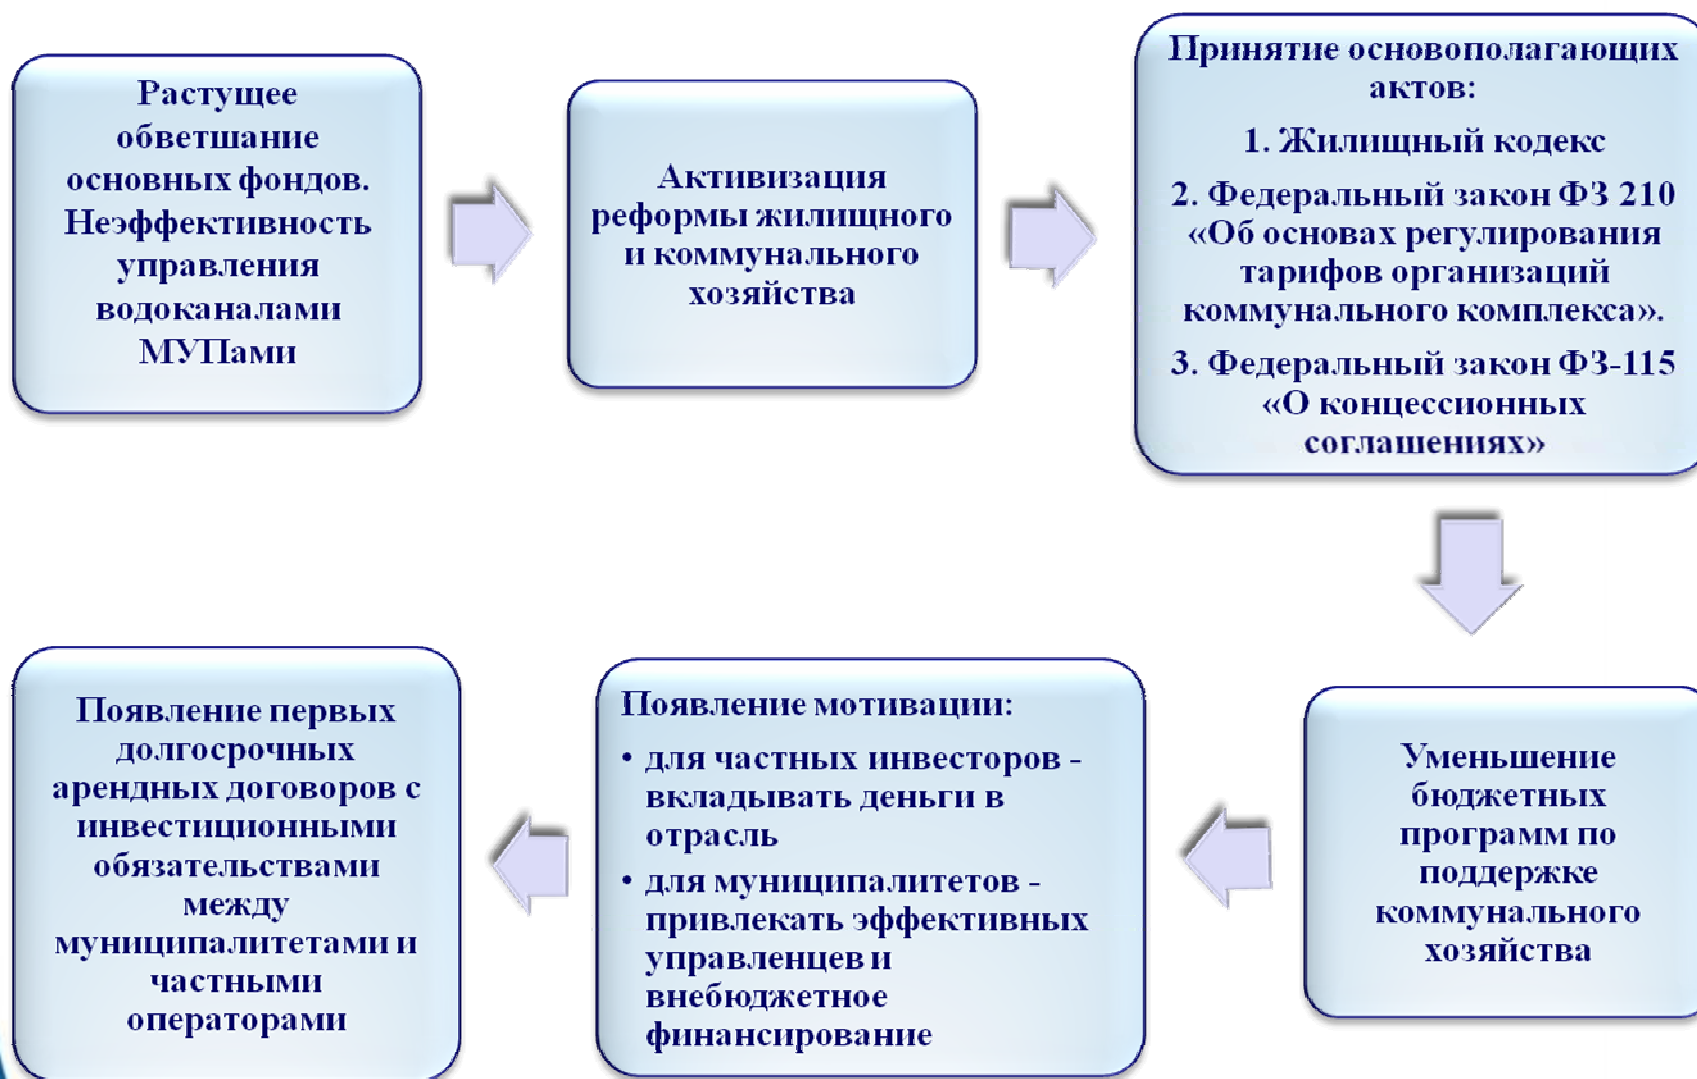 Растущее
обветшание
основных фондов.
Неэффективность
управления
водоканалами
МУПами
Активизация
реформы жилищного
и коммунального
хозяйства
Принятие основополагающих
актов:
1. Жилищный кодекс
2. Федеральный закон ФЗ 210
«Об основах регулирования
тарифов организаций
коммунального комплекса».
3. Федеральный закон ФЗ-115
«О концессионных
соглашениях»
Уменьшение
бюджетных
программ по
поддержке
коммунального
хозяйства
Появление мотивации:
• для частных инвесторов -
вкладывать деньги в
отрасль
• для муниципалитетов -
привлекать эффективных
управленцев и
внебюджетное
финансирование
Появление первых
долгосрочных
арендных договоров с
инвестиционными
обязательствами
между
муниципалитетами и
частными
операторами